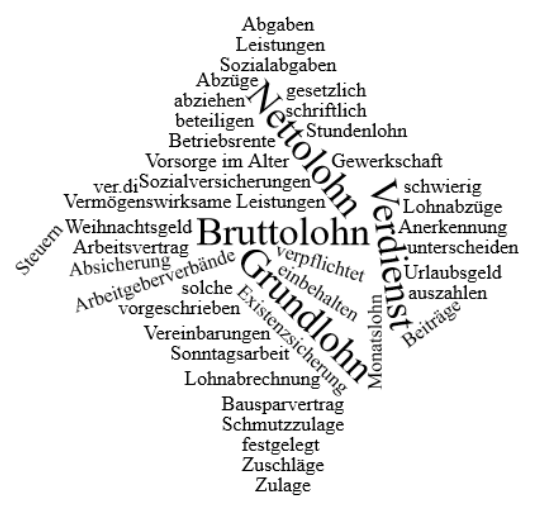 Abgaben
Leistungen
Sozialabgaben
Abzüge
gesetzlich
abziehen
schriftlich
beteiligen
Stundenlohn
Nettolohn
Betriebsrente
Vorsorge im Alter
Gewerkschaft
ver.di
Sozialversicherungen
schwierig
Vermögenswirksame Leistungen
Lohnabzüge
Verdienst
Weihnachtsgeld
Bruttolohn
Anerkennung
Steuern
Arbeitsvertrag
unterscheiden
Absicherung
verpflichtet
Urlaubsgeld
Arbeitgeberverbände
einbehalten
solche
Grundlohn
auszahlen
vorgeschrieben
Existenzsicherung
Monatslohn
Beiträge
Vereinbarungen
Sonntagsarbeit
Lohnabrechnung
Bausparvertrag
Schmutzzulage
festgelegt
Zuschläge
Zulage